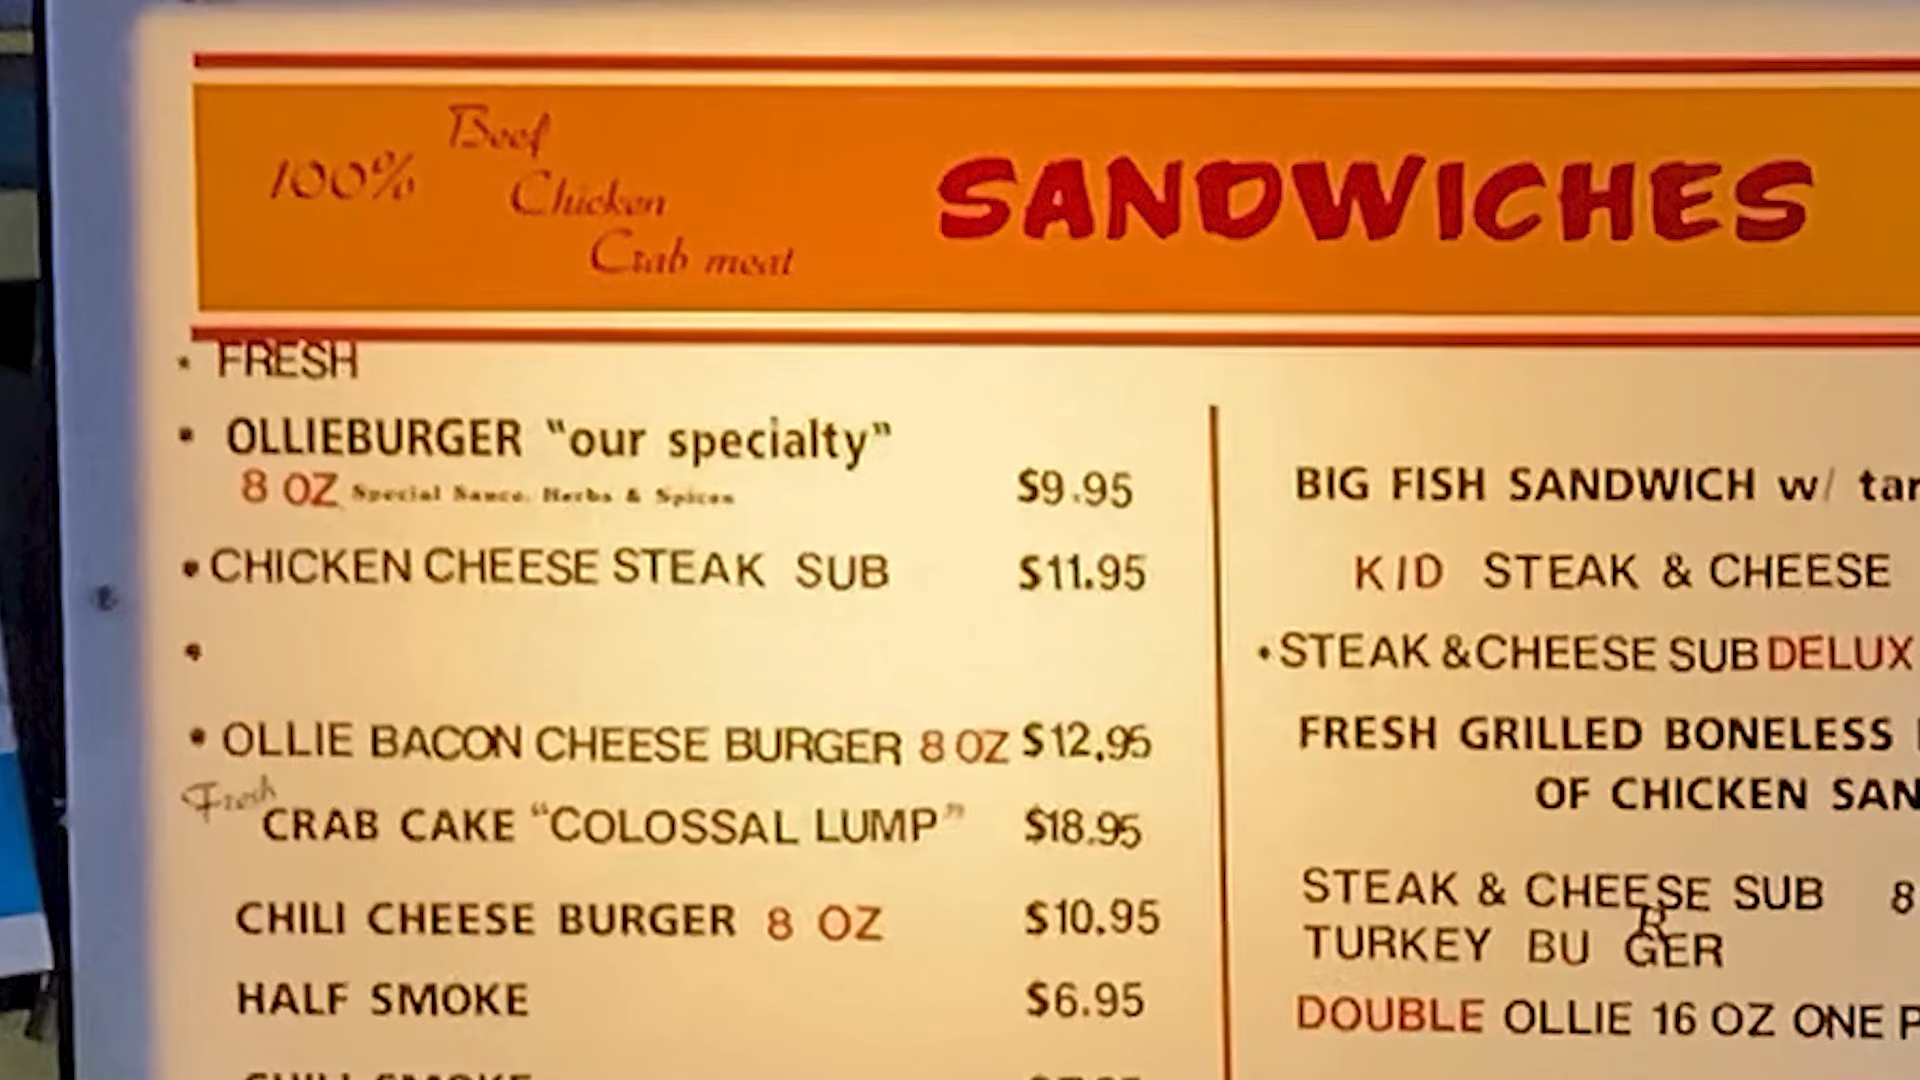 100% Beef
Chicken
Crab meat
SANDWICHES
• FRESH
• OLLIEBURGER "our specialty"
8 OZ Special Sauce, Herbs & Spices $9.95
• CHICKEN CHEESE STEAK SUB $11.95
•
• OLLIE BACON CHEESE BURGER 8 OZ $12.95
Fresh
CRAB CAKE "COLOSSAL LUMP" $18.95
CHILI CHEESE BURGER 8 OZ $10.95
HALF SMOKE $6.95
BIG FISH SANDWICH w/ tar
KID STEAK & CHEESE
• STEAK & CHEESE SUB DELUX
FRESH GRILLED BONELESS
OF CHICKEN SAN
STEAK & CHEESE SUB 8
TURKEY BURGER
DOUBLE OLLIE 16 OZ ONE P